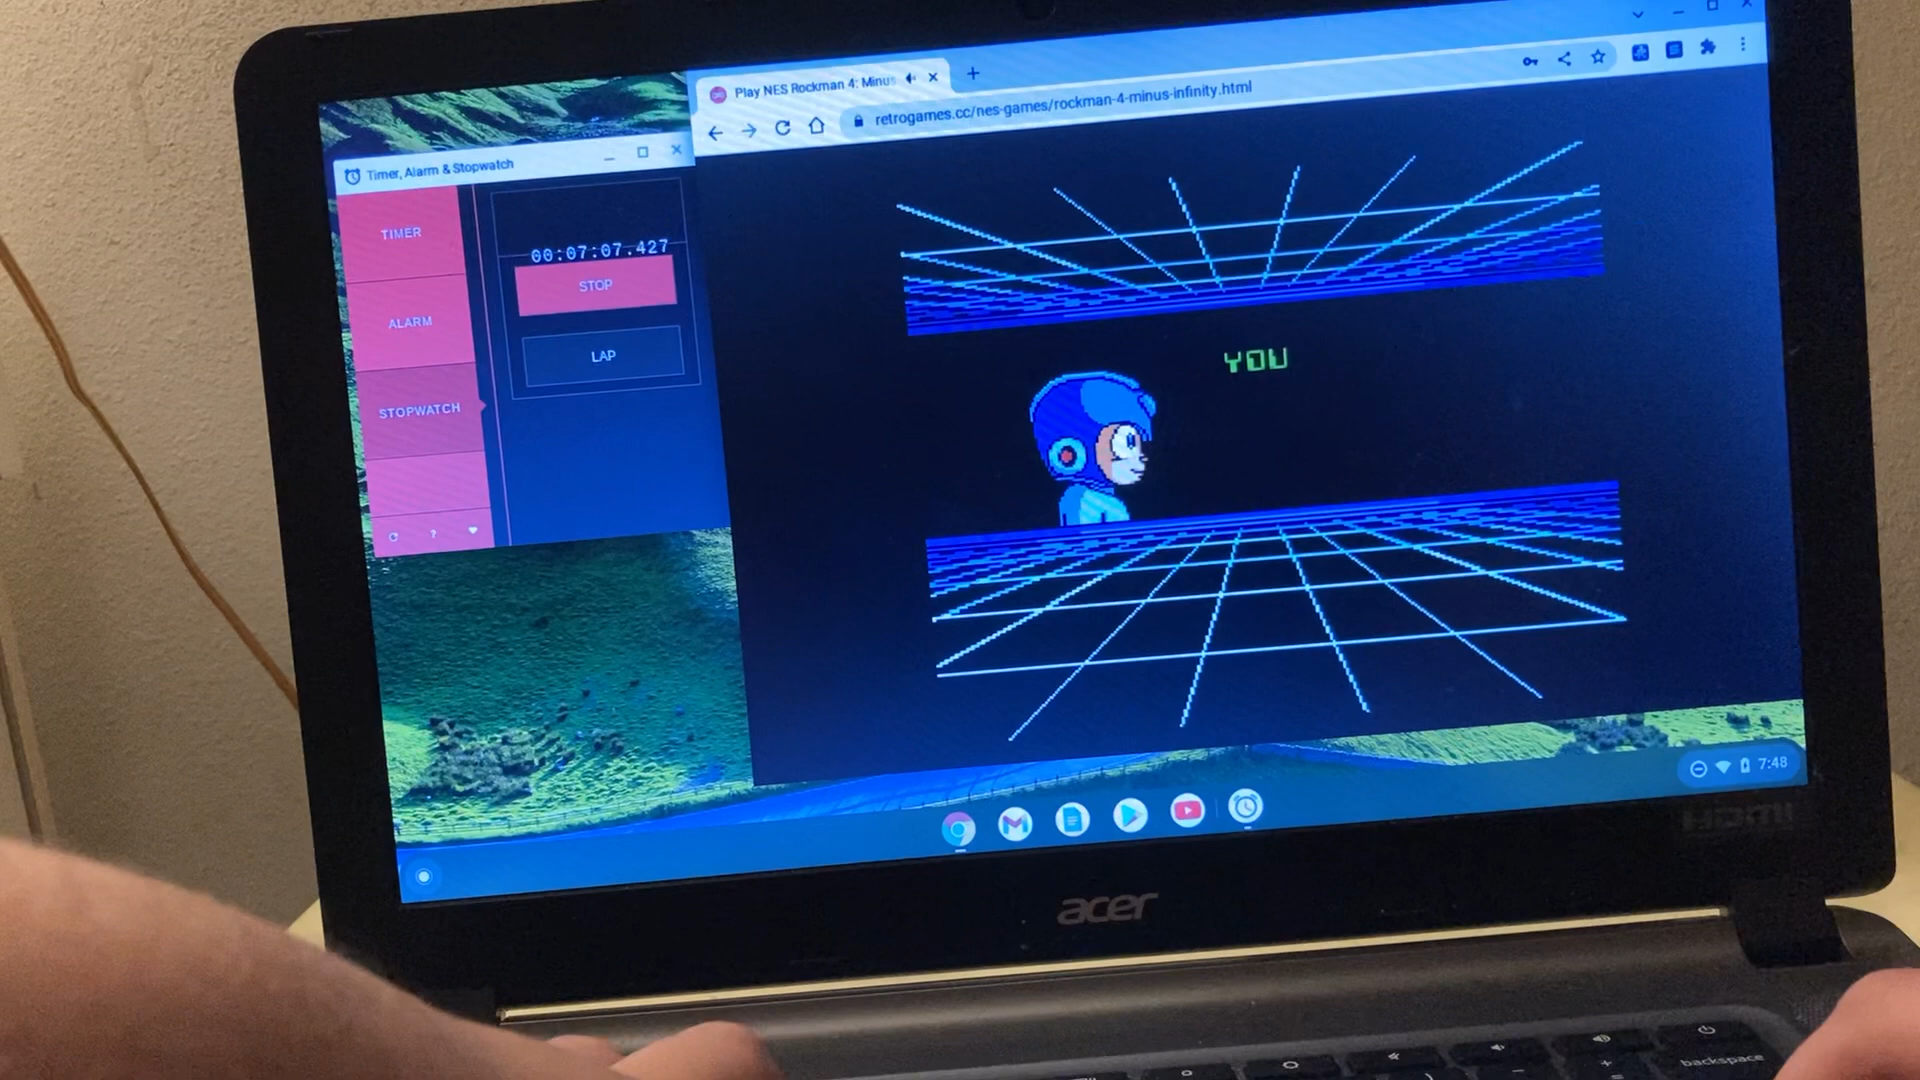 Play NES Rockman 4: Minus
retrogames.cc/nes-games/rockman-4-minus-infinity.html
Timer, Alarm & Stopwatch
TIMER
00:07:07.427
STOP
ALARM
LAP
STOPWATCH
?
YOU
7:48
HDMI
acer
backspace